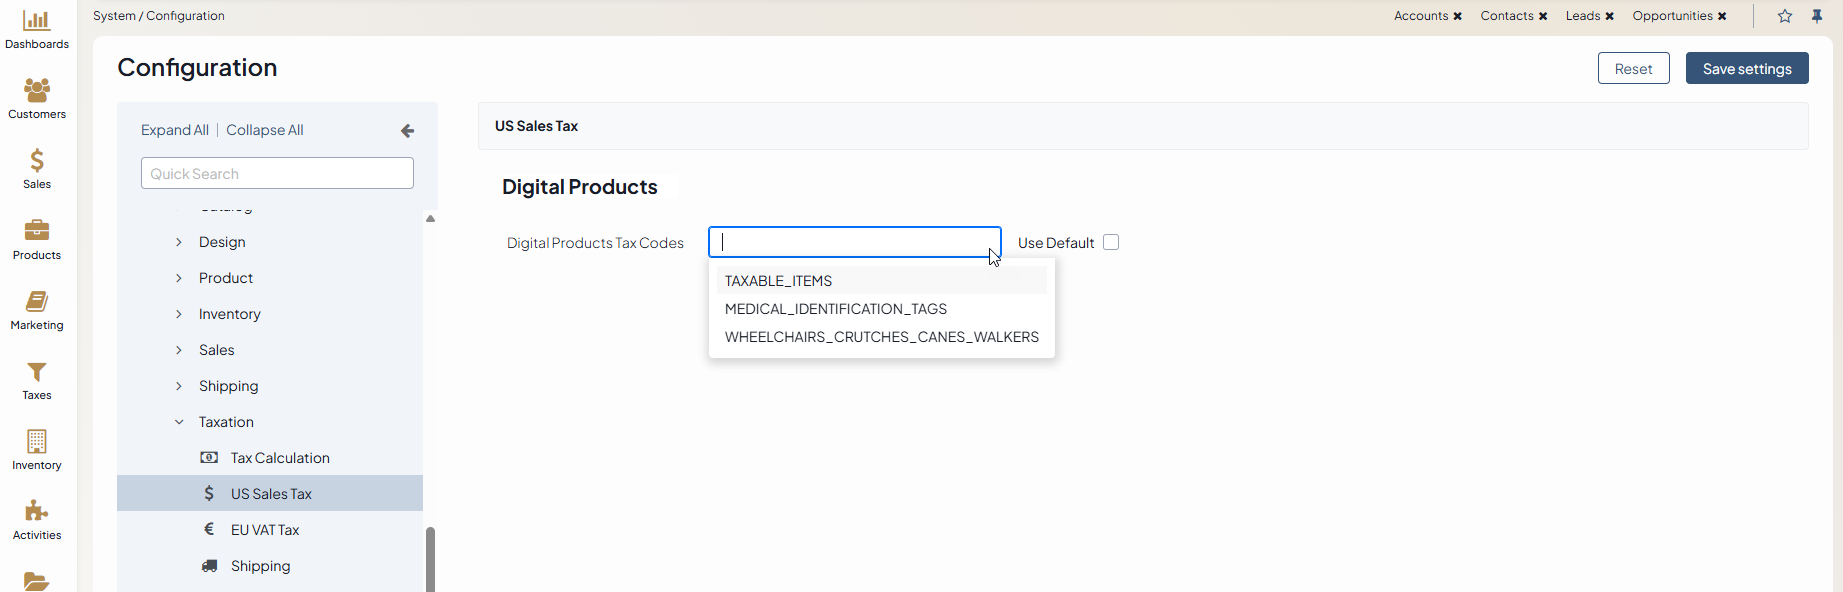 System / Configuration
Accounts ✖ Contacts ✖ Leads ✖ Opportunities ✖
Dashboards
Customers
Sales
Products
Marketing
Taxes
Inventory
Activities
Configuration
Reset
Save settings
Expand All | Collapse All
Quick Search
Catalog
Design
Product
Inventory
Sales
Shipping
Taxation
Tax Calculation
$ US Sales Tax
€ EU VAT Tax
Shipping
US Sales Tax
Digital Products
Digital Products Tax Codes
Use Default
TAXABLE_ITEMS
MEDICAL_IDENTIFICATION_TAGS
WHEELCHAIRS_CRUTCHES_CANES_WALKERS